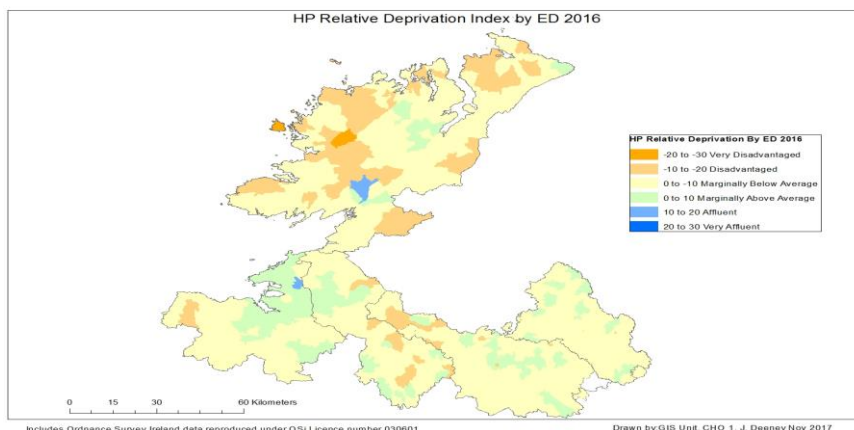 HP Relative Deprivation Index by ED 2016
HP Relative Deprivation By ED 2016
-20 to -30 Very Disadvantaged
-10 to -20 Disadvantaged
0 to -10 Marginally Below Average
0 to 10 Marginally Above Average
10 to 20 Affluent
20 to 30 Very Affluent
0 15 30 60 Kilometers
Includes Ordnance Survey Ireland data reproduced under OSi Licence number 030601
Drawn by:GIS Unit, CHO 1, J. Deeney Nov 2017